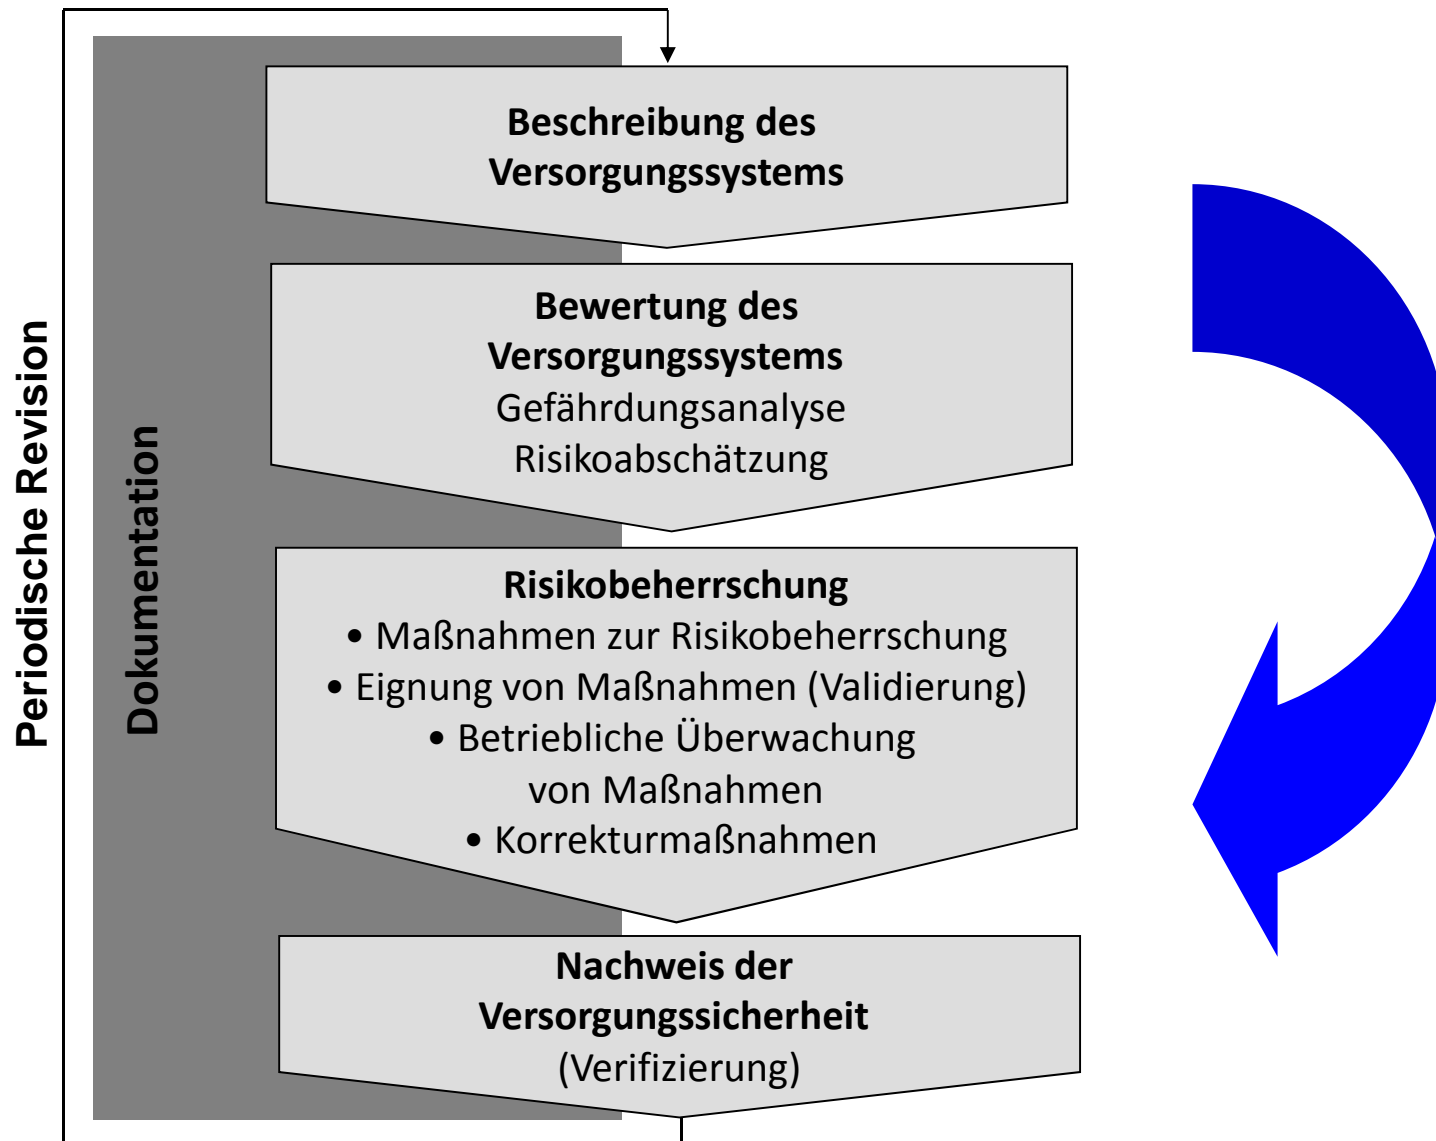 Periodische Revision
Dokumentation
Beschreibung des
Versorgungssystems
Bewertung des
Versorgungssystems
Gefährdungsanalyse
Risikoabschätzung
Risikobeherrschung
• Maßnahmen zur Risikobeherrschung
• Eignung von Maßnahmen (Validierung)
• Betriebliche Überwachung
von Maßnahmen
• Korrekturmaßnahmen
Nachweis der
Versorgungssicherheit
(Verifizierung)